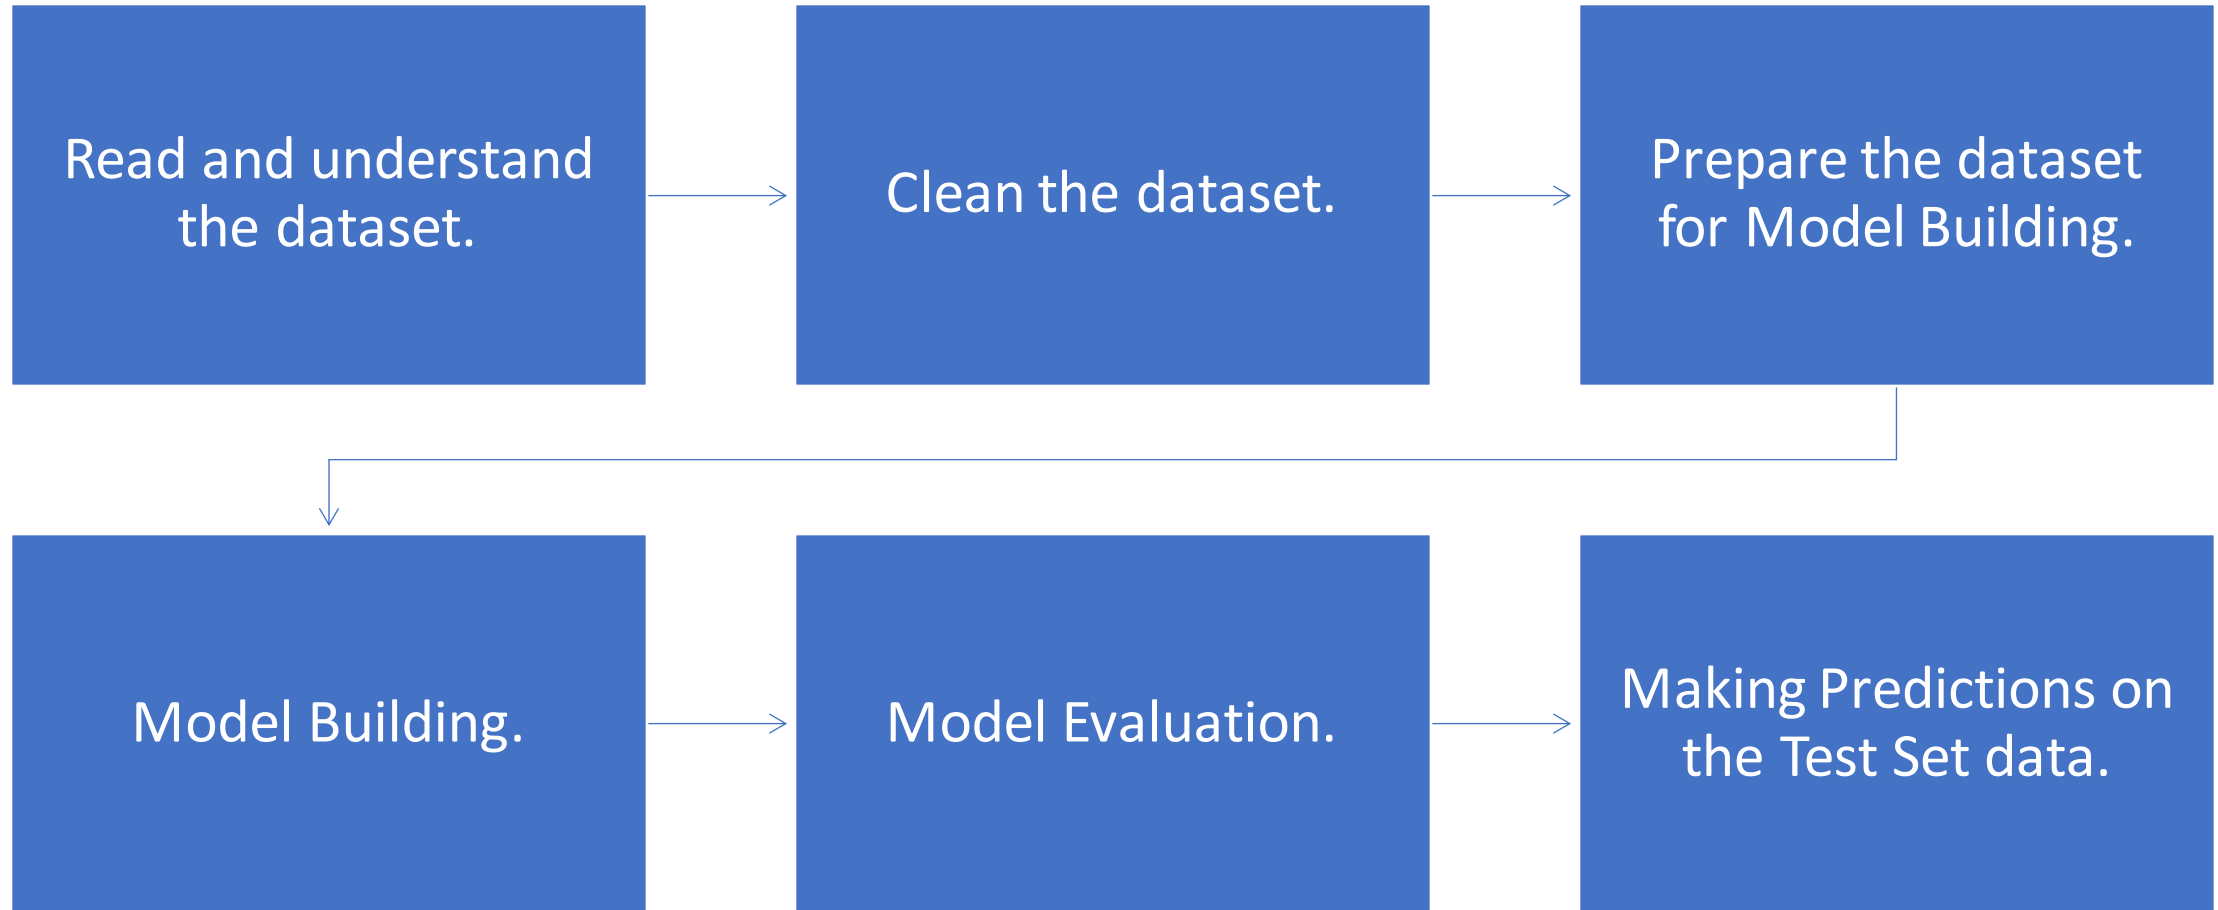 Read and understand
the dataset.
Clean the dataset.
Prepare the dataset
for Model Building.
Model Building.
Model Evaluation.
Making Predictions on
the Test Set data.